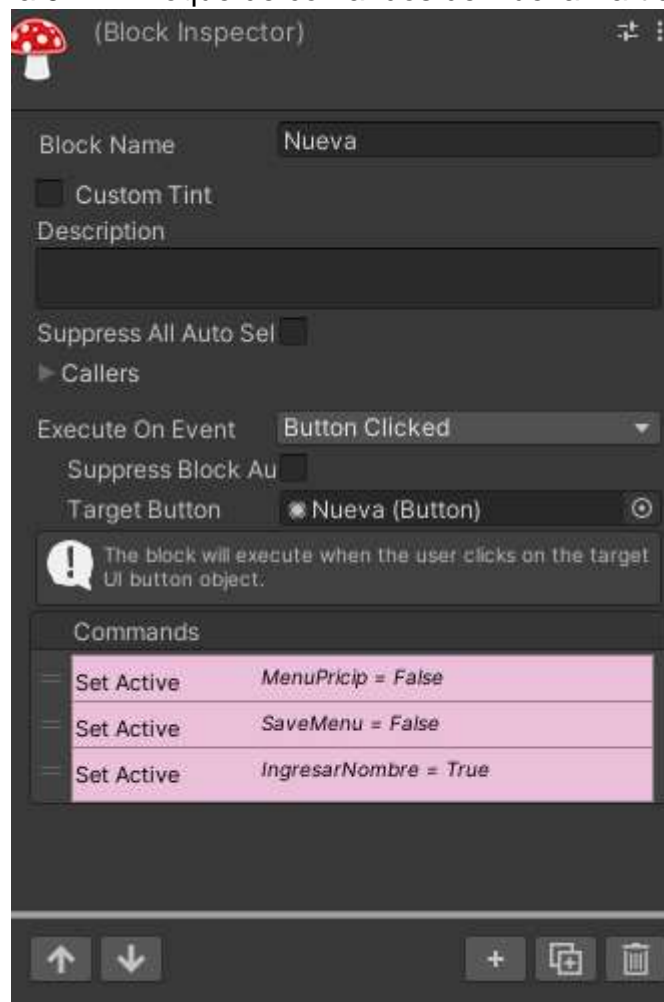 (Block Inspector)
Block Name Nueva
Custom Tint
Description
Suppress All Auto Sel
Callers
Execute On Event Button Clicked
Suppress Block Au
Target Button Nueva (Button)
The block will execute when the user clicks on the target
UI button object.
Commands
Set Active MenuPricip = False
Set Active SaveMenu = False
Set Active IngresarNombre = True